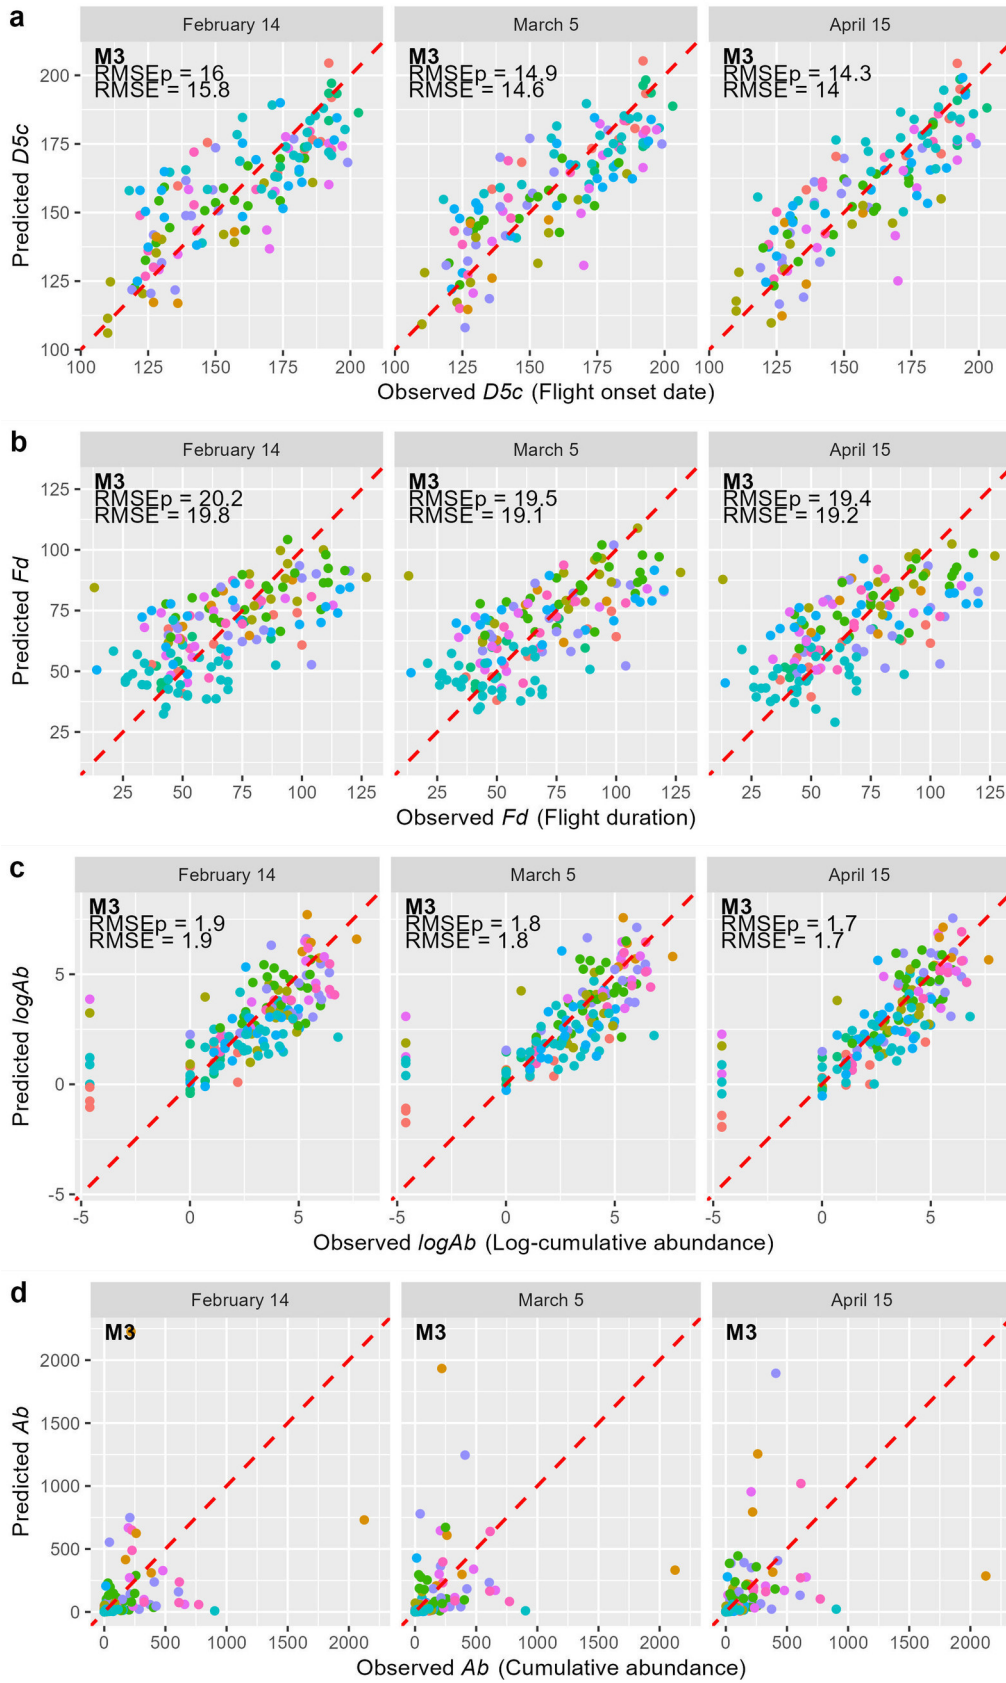 a
February 14
March 5
April 15
M3
RMSEp = 16
RMSE = 15.8
M3
RMSEp = 14.9
RMSE = 14.6
M3
RMSEp = 14.3
RMSE = 14
Predicted D5c
200
175
150
125
100
100 125 150 175 200
100 125 150 175 200
100 125 150 175 200
Observed D5c (Flight onset date)
b
February 14
March 5
April 15
M3
RMSEp = 20.2
RMSE = 19.8
M3
RMSEp = 19.5
RMSE = 19.1
M3
RMSEp = 19.4
RMSE = 19.2
Predicted Fd
125
100
75
50
25
25 50 75 100 125
25 50 75 100 125
25 50 75 100 125
Observed Fd (Flight duration)
c
February 14
March 5
April 15
M3
RMSEp = 1.9
RMSE = 1.9
M3
RMSEp = 1.8
RMSE = 1.8
M3
RMSEp = 1.7
RMSE = 1.7
Predicted logAb
5
0
-5
-5 0 5
-5 0 5
-5 0 5
Observed logAb (Log-cumulative abundance)
d
February 14
March 5
April 15
M3
M3
M3
Predicted Ab
2000
1500
1000
500
0
0 500 1000 1500 2000
0 500 1000 1500 2000
0 500 1000 1500 2000
Observed Ab (Cumulative abundance)